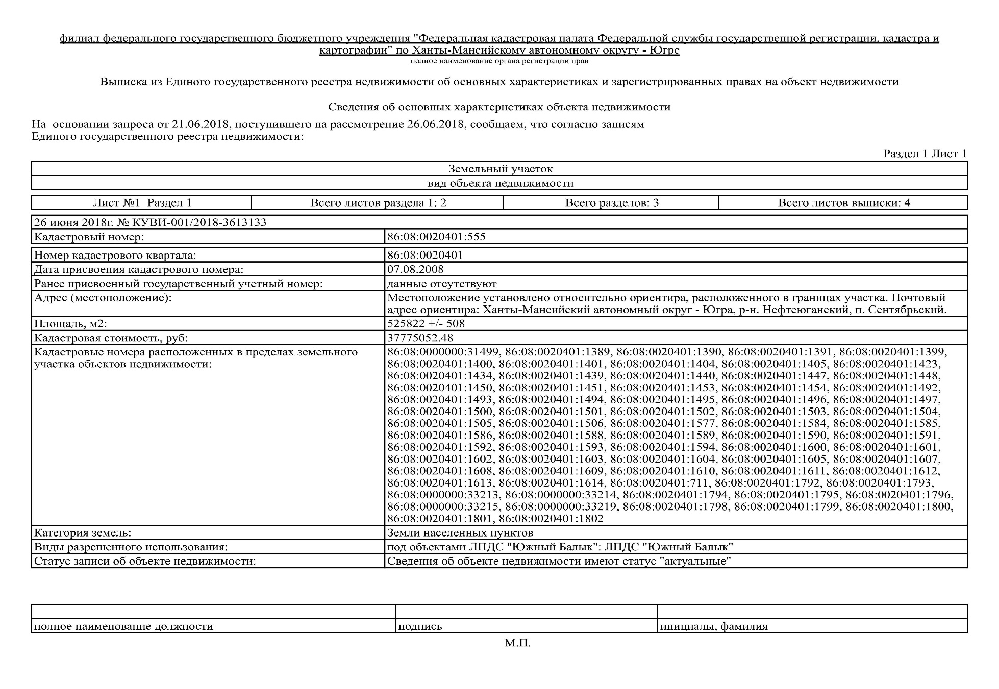 филиал федерального государственного бюджетного учреждения "Федеральная кадастровая палата Федеральной службы государственной регистрации, кадастра и
картографии" по Ханты-Мансийскому автономному округу - Югре
полное наименование органа регистрации прав
Выписка из Единого государственного реестра недвижимости об основных характеристиках и зарегистрированных правах на объект недвижимости
Сведения об основных характеристиках объекта недвижимости
На основании запроса от 21.06.2018, поступившего на рассмотрение 26.06.2018, сообщаем, что согласно записям
Единого государственного реестра недвижимости:
Раздел 1 Лист 1
Земельный участок
вид объекта недвижимости
Лист №1 Раздел 1 Всего листов раздела 1: 2 Всего разделов: 3 Всего листов выписки: 4
26 июня 2018г. № КУВИ-001/2018-3613133
Кадастровый номер: 86:08:0020401:555
Номер кадастрового квартала: 86:08:0020401
Дата присвоения кадастрового номера: 07.08.2008
Ранее присвоенный государственный учетный номер: данные отсутствуют
Адрес (местоположение): Местоположение установлено относительно ориентира, расположенного в границах участка. Почтовый
адрес ориентира: Ханты-Мансийский автономный округ - Югра, р-н. Нефтеюганский, п. Сентябрьский.
Площадь, м2: 525822 +/- 508
Кадастровая стоимость, руб: 37775052.48
Кадастровые номера расположенных в пределах земельного 86:08:0000000:31499, 86:08:0020401:1389, 86:08:0020401:1390, 86:08:0020401:1391, 86:08:0020401:1399,
участка объектов недвижимости: 86:08:0020401:1400, 86:08:0020401:1401, 86:08:0020401:1404, 86:08:0020401:1405, 86:08:0020401:1423,
86:08:0020401:1434, 86:08:0020401:1439, 86:08:0020401:1440, 86:08:0020401:1447, 86:08:0020401:1448,
86:08:0020401:1450, 86:08:0020401:1451, 86:08:0020401:1453, 86:08:0020401:1454, 86:08:0020401:1492,
86:08:0020401:1493, 86:08:0020401:1494, 86:08:0020401:1495, 86:08:0020401:1496, 86:08:0020401:1497,
86:08:0020401:1500, 86:08:0020401:1501, 86:08:0020401:1502, 86:08:0020401:1503, 86:08:0020401:1504,
86:08:0020401:1505, 86:08:0020401:1506, 86:08:0020401:1577, 86:08:0020401:1584, 86:08:0020401:1585,
86:08:0020401:1586, 86:08:0020401:1588, 86:08:0020401:1589, 86:08:0020401:1590, 86:08:0020401:1591,
86:08:0020401:1592, 86:08:0020401:1593, 86:08:0020401:1594, 86:08:0020401:1600, 86:08:0020401:1601,
86:08:0020401:1602, 86:08:0020401:1603, 86:08:0020401:1604, 86:08:0020401:1605, 86:08:0020401:1607,
86:08:0020401:1608, 86:08:0020401:1609, 86:08:0020401:1610, 86:08:0020401:1611, 86:08:0020401:1612,
86:08:0020401:1613, 86:08:0020401:1614, 86:08:0020401:711, 86:08:0020401:1792, 86:08:0020401:1793,
86:08:0000000:33213, 86:08:0000000:33214, 86:08:0020401:1794, 86:08:0020401:1795, 86:08:0020401:1796,
86:08:0000000:33215, 86:08:0000000:33219, 86:08:0020401:1798, 86:08:0020401:1799, 86:08:0020401:1800,
86:08:0020401:1801, 86:08:0020401:1802
Категория земель: Земли населенных пунктов
Виды разрешенного использования: под объектами ЛПДС "Южный Балык": ЛПДС "Южный Балык"
Статус записи об объекте недвижимости: Сведения об объекте недвижимости имеют статус "актуальные"
полное наименование должности подпись инициалы, фамилия
М.П.